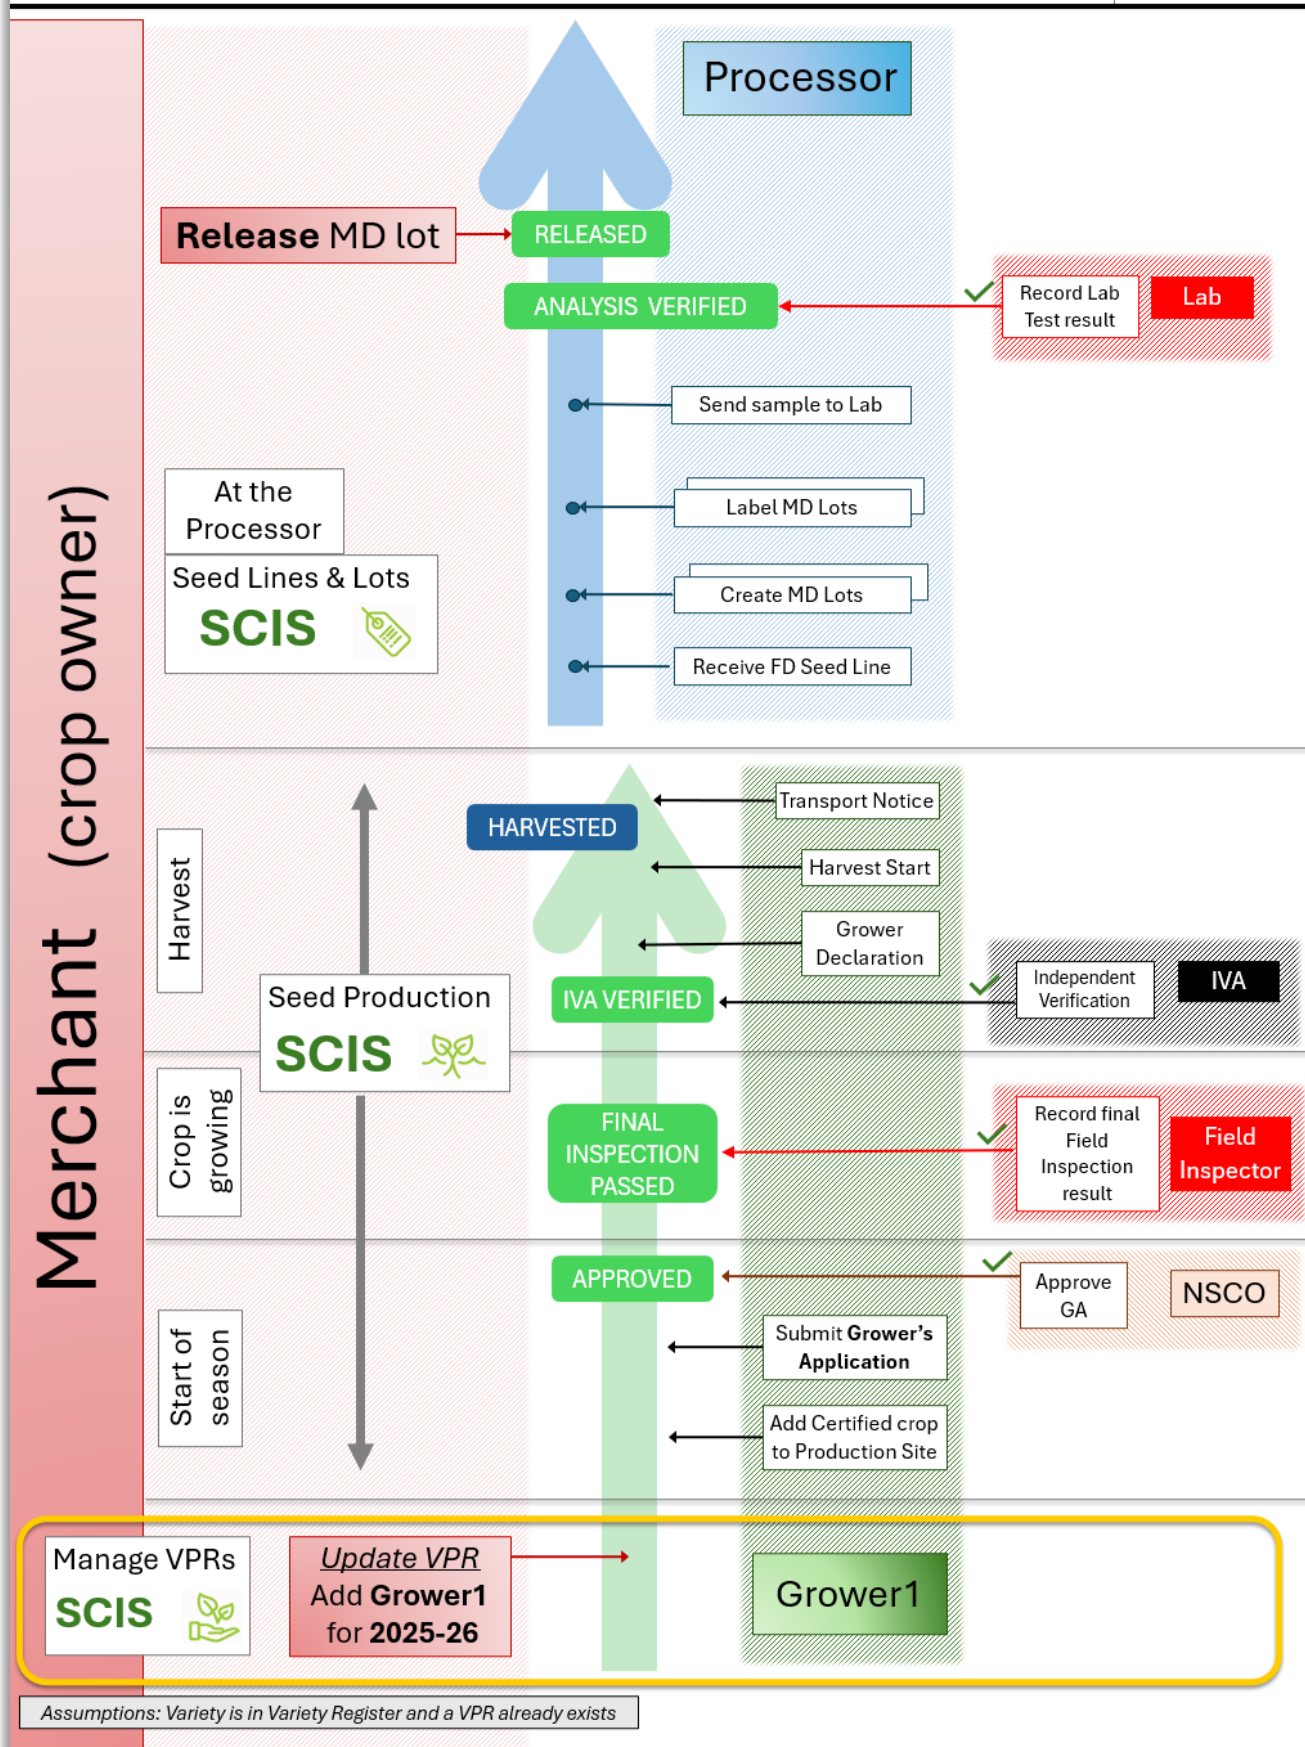 Processor
Release MD lot
RELEASED
ANALYSIS VERIFIED
Record Lab
Test result
Lab
Send sample to Lab
At the
Processor
Label MD Lots
Seed Lines & Lots
SCIS
Create MD Lots
Receive FD Seed Line
Merchant (crop owner)
Transport Notice
HARVESTED
Harvest
Harvest Start
Grower
Declaration
Seed Production
SCIS
IVA VERIFIED
Independent
Verification
IVA
Crop is
growing
FINAL
INSPECTION
PASSED
Record final
Field
Inspection
result
Field
Inspector
APPROVED
Approve
GA
NSCO
Start of
season
Submit Grower's
Application
Add Certified crop
to Production Site
Manage VPRs
SCIS
Update VPR
Add Grower1
for 2025-26
Grower1
Assumptions: Variety is in Variety Register and a VPR already exists